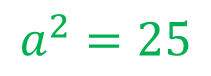 a² = 25